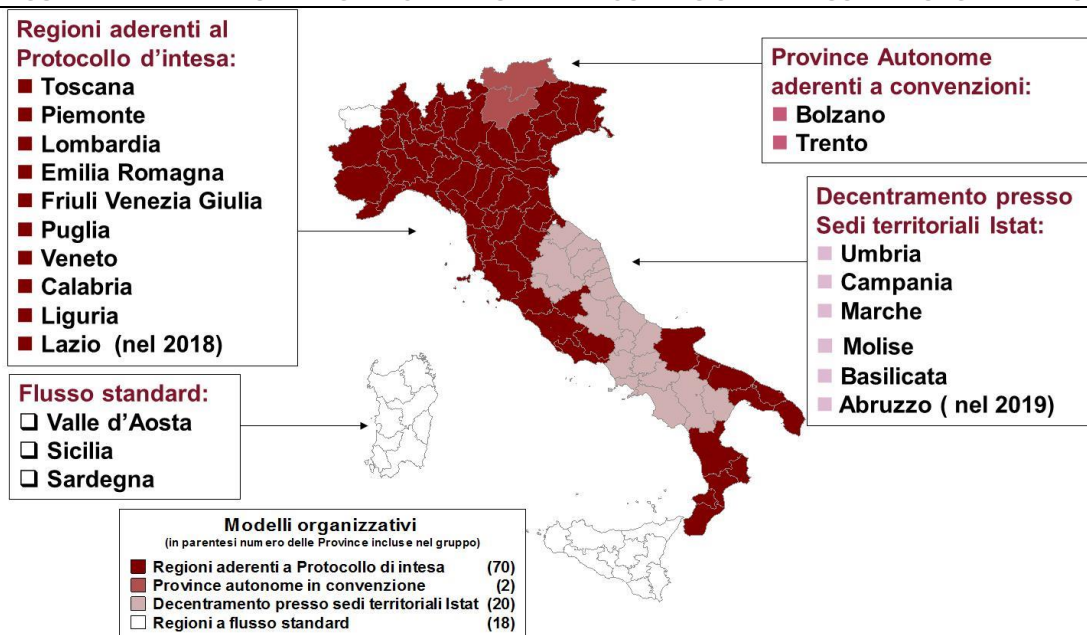 Regioni aderenti al
Protocollo d'intesa:
Toscana
Piemonte
Lombardia
Emilia Romagna
Friuli Venezia Giulia
Puglia
Veneto
Calabria
Liguria
Lazio (nel 2018)
Flusso standard:
Valle d'Aosta
Sicilia
Sardegna
Province Autonome
aderenti a convenzioni:
Bolzano
Trento
Decentramento presso
Sedi territoriali Istat:
Umbria
Campania
Marche
Molise
Basilicata
Abruzzo ( nel 2019)
Modelli organizzativi
(in parentesi numero delle Province incluse nel gruppo)
Regioni aderenti a Protocollo di intesa (70)
Province autonome in convenzione (2)
Decentramento presso sedi territoriali Istat (20)
Regioni a flusso standard (18)